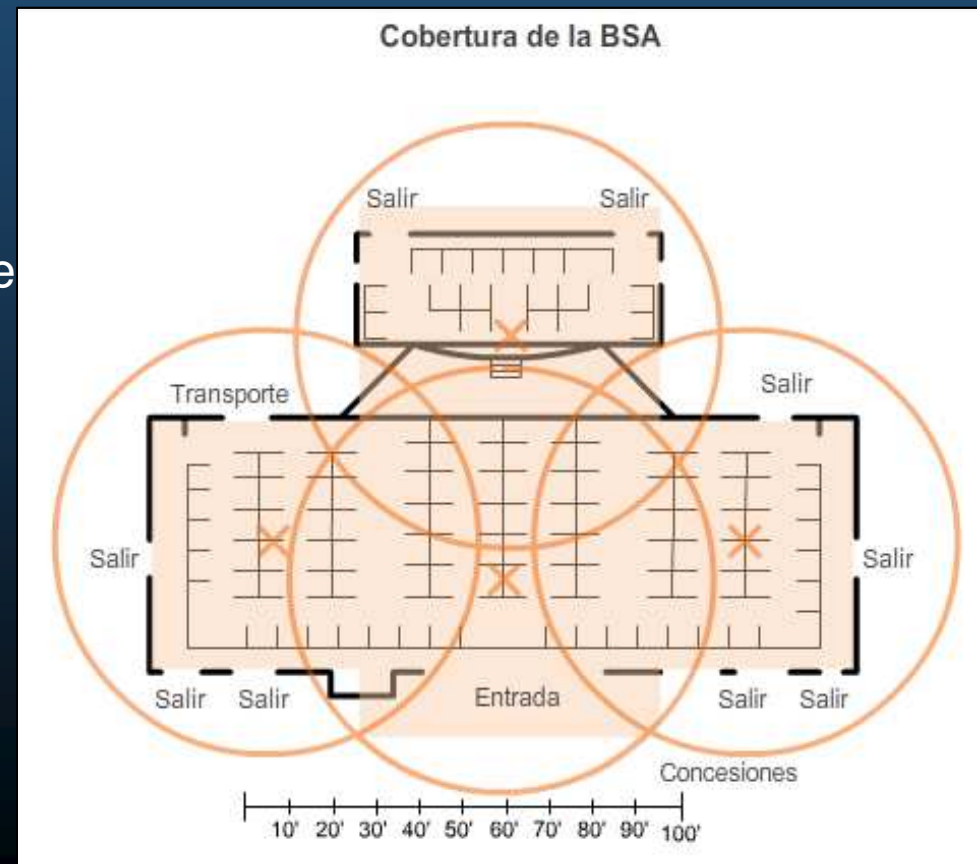 Cobertura de la BSA
Salir Salir
e
Transporte Salir
Salir Salir
Salir Salir Entrada Salir Salir
Concesiones
10' 20' 30' 40' 50' 60' 70' 80' 90' 100'